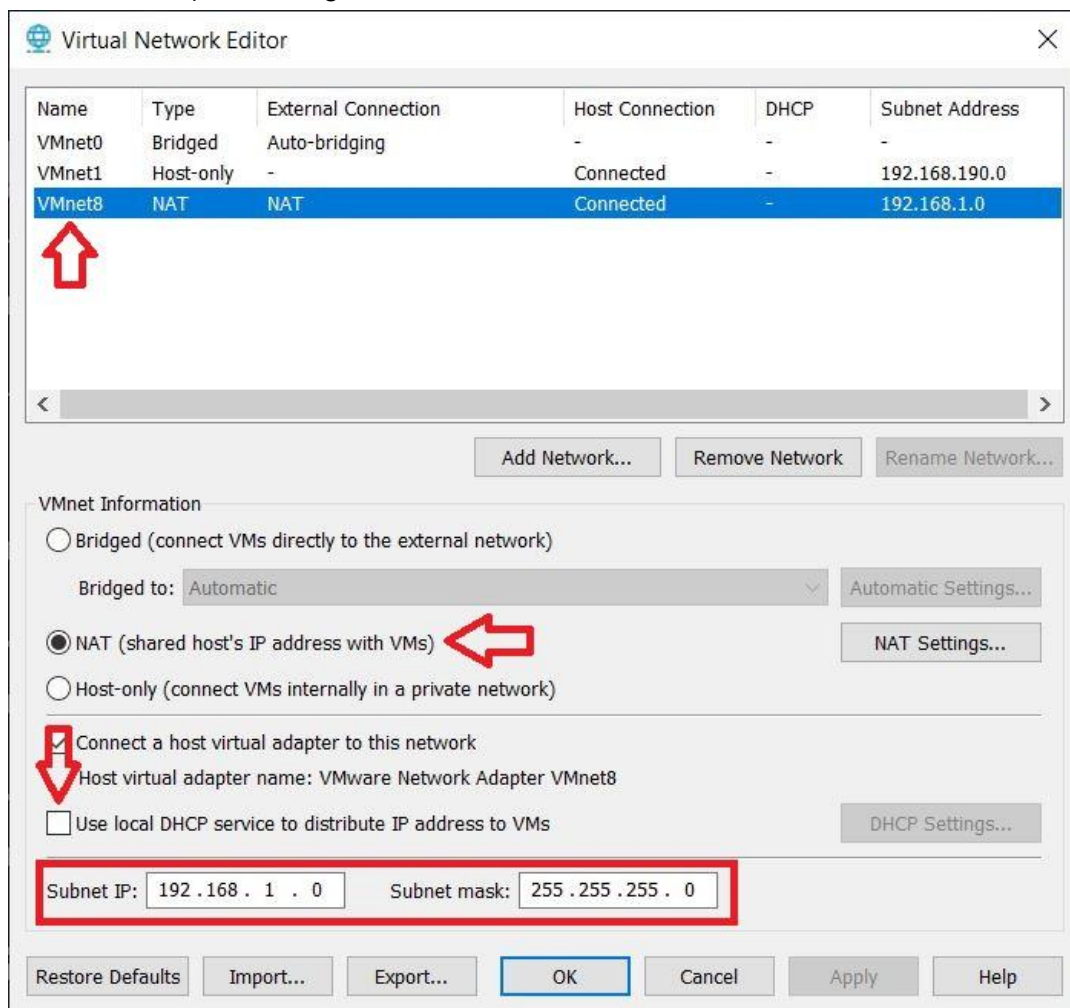 Virtual Network Editor
Name Type External Connection Host Connection DHCP Subnet Address
VMnet0 Bridged Auto-bridging - - -
VMnet1 Host-only - Connected - 192.168.190.0
VMnet8 NAT NAT Connected - 192.168.1.0
Add Network... Remove Network Rename Network...
VMnet Information
Bridged (connect VMs directly to the external network)
Bridged to: Automatic Automatic Settings...
NAT (shared host's IP address with VMs) NAT Settings...
Host-only (connect VMs internally in a private network)
Connect a host virtual adapter to this network
Host virtual adapter name: VMware Network Adapter VMnet8
Use local DHCP service to distribute IP address to VMs DHCP Settings...
Subnet IP: 192 . 168 . 1 . 0 Subnet mask: 255 . 255 . 255 . 0
Restore Defaults Import... Export... OK Cancel Apply Help